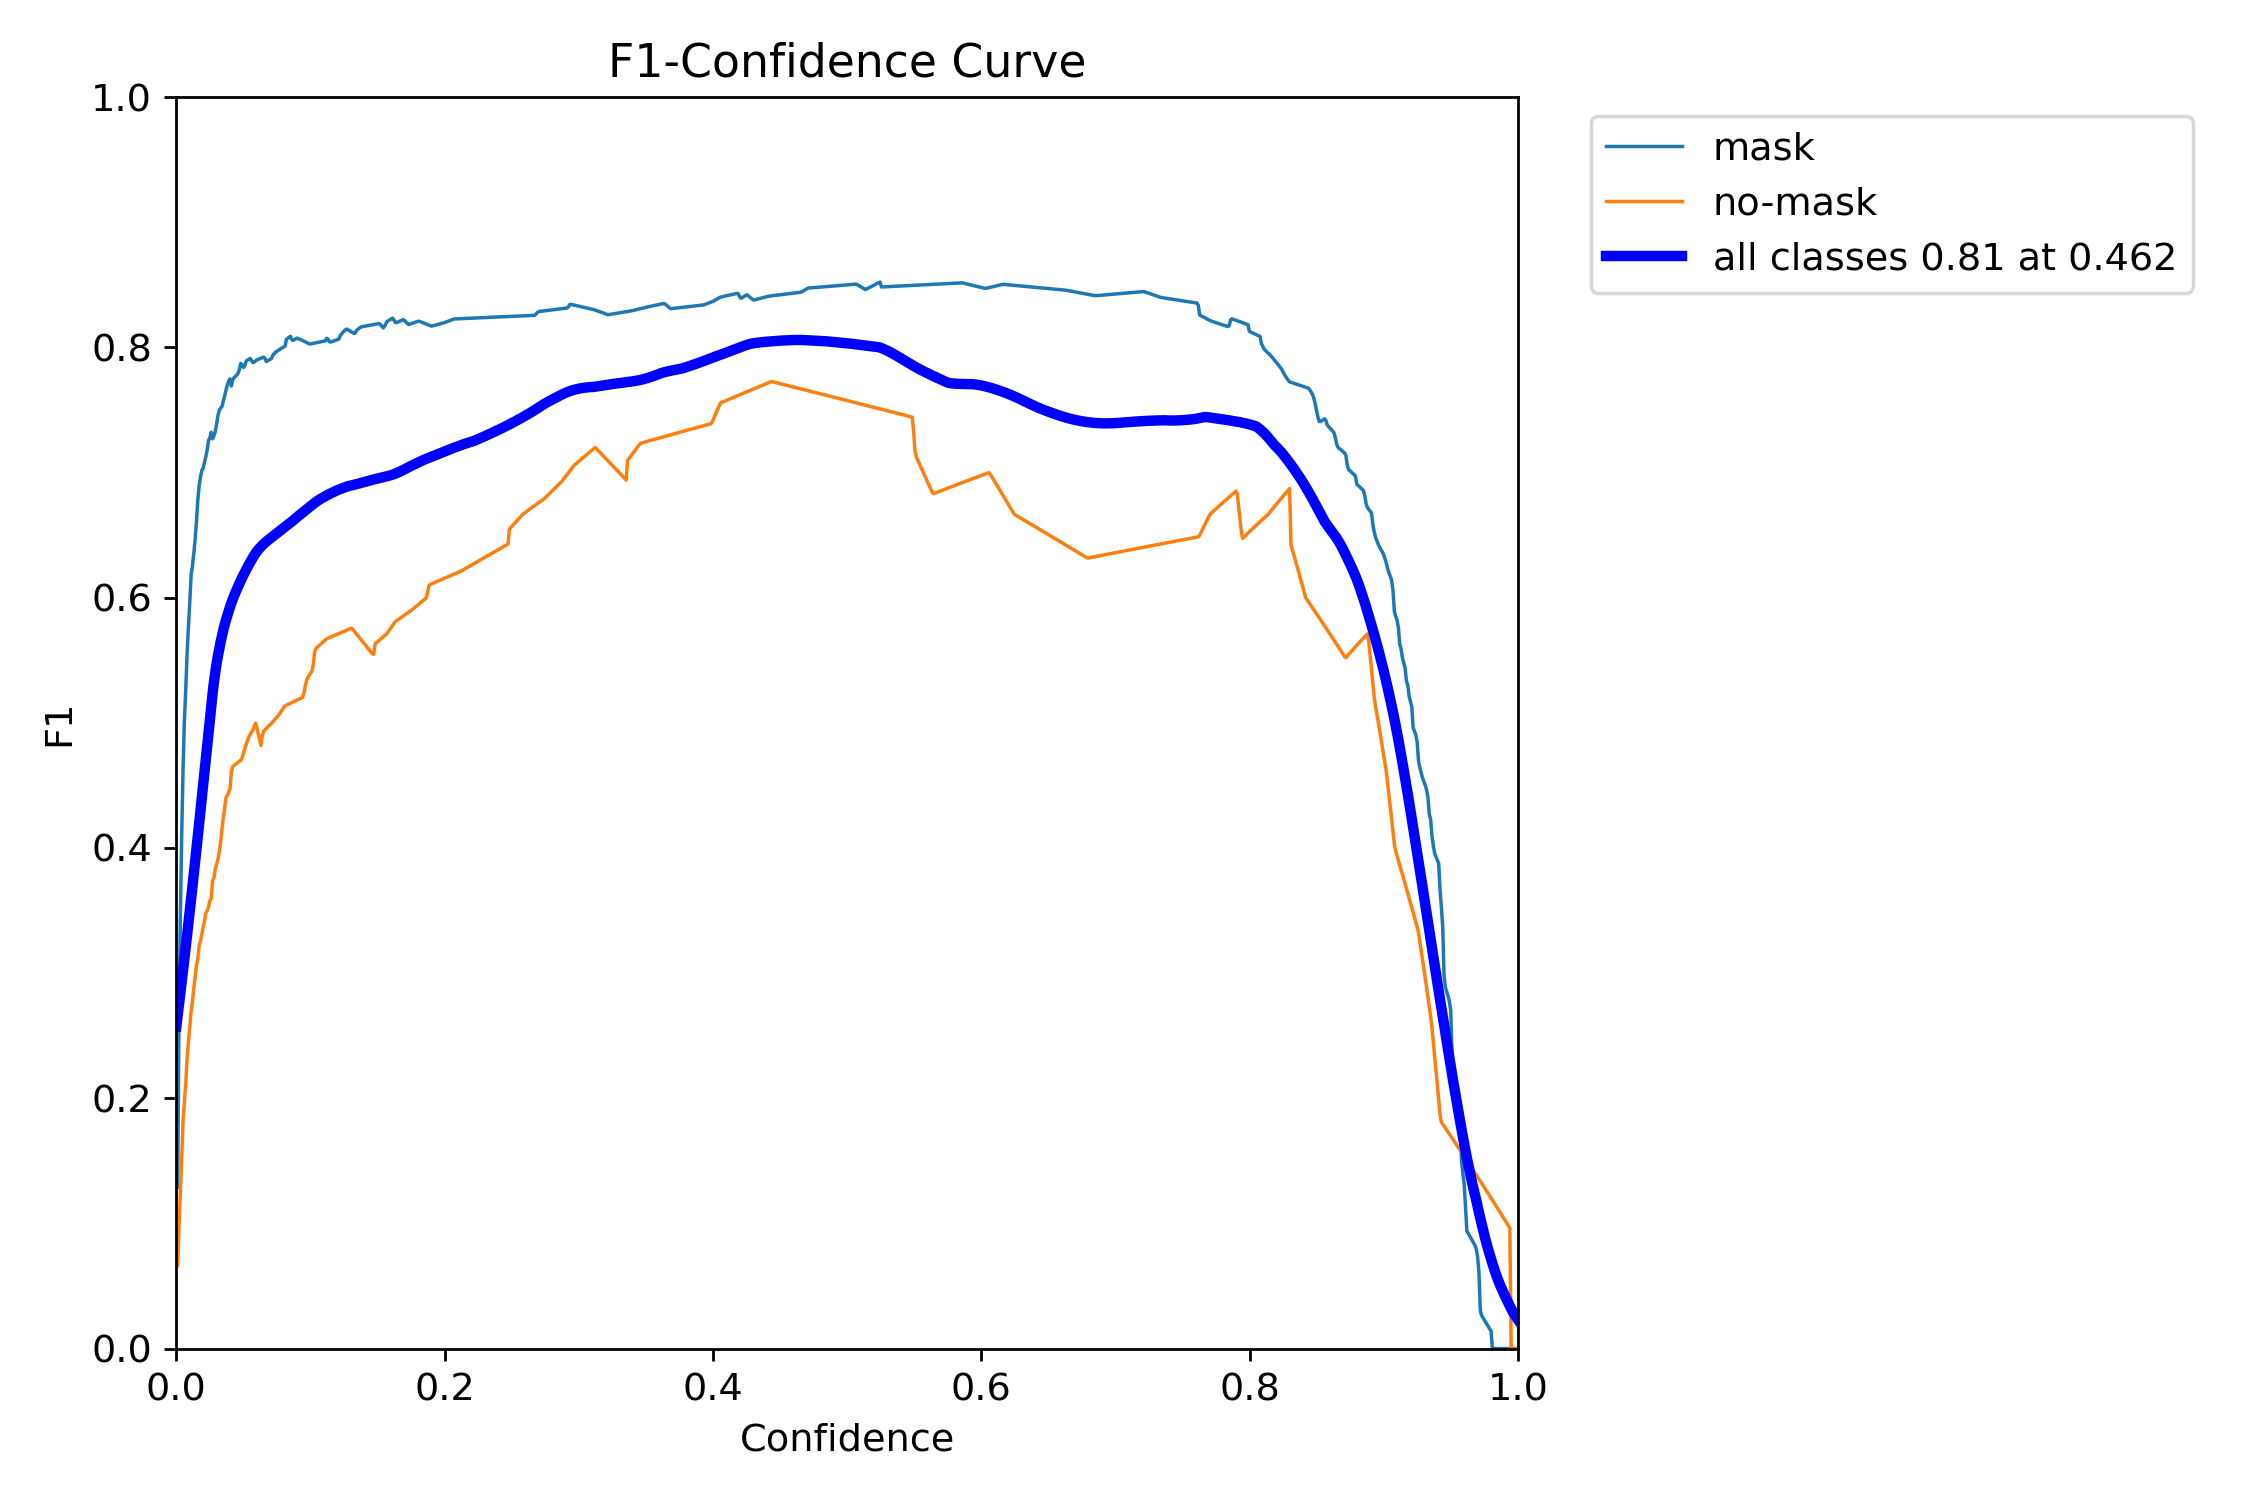 F1-Confidence Curve
1.0
0.8
0.6
0.4
0.2
0.0
F1
0.0 0.2 0.4 0.6 0.8 1.0
Confidence
mask
no-mask
all classes 0.81 at 0.462